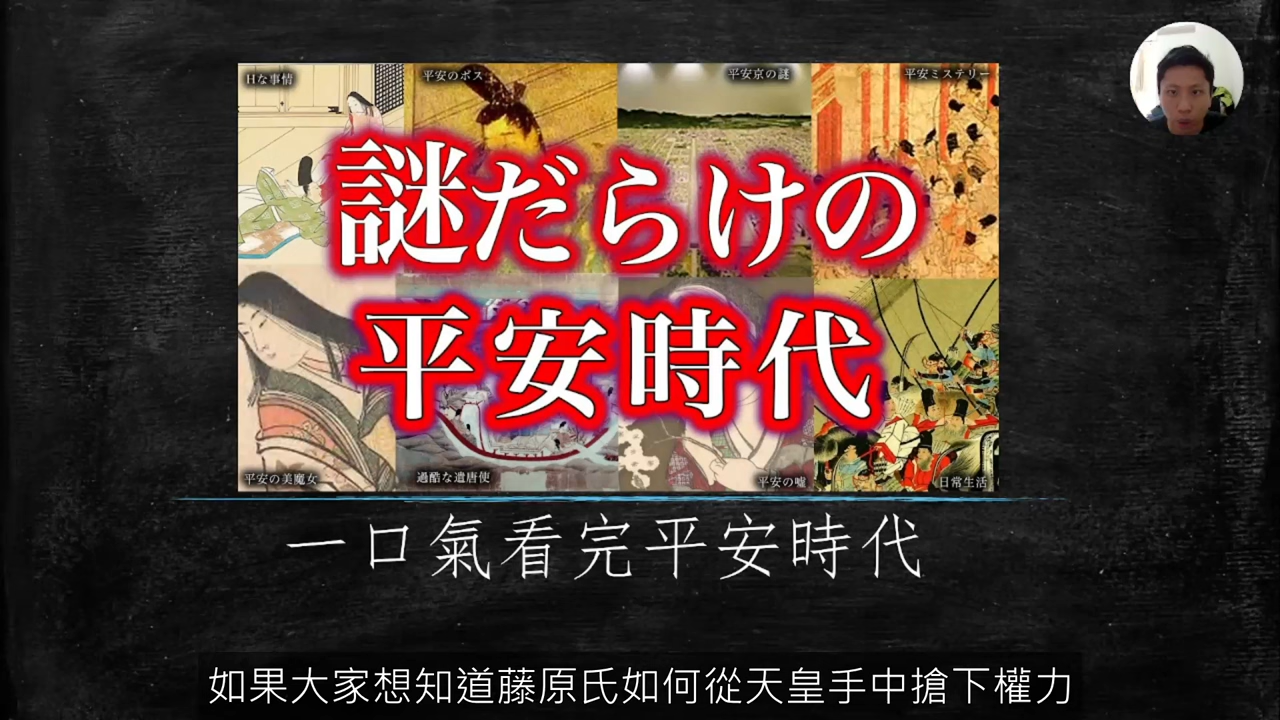 Hな事情
平安のボス
平安京の謎
平安ミステリー
謎だらけの
平安時代
平安の美魔女
過酷な遣唐使
平安の嘘
日常生活
一口氣看完平安時代
如果大家想知道藤原氏如何從天皇手中搶下權力